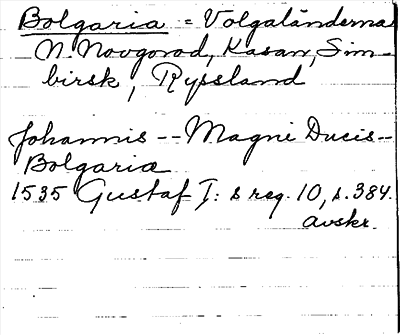 Bolgaria = Volgaländerna
N. Novgorod, Kasan, Sim-
birsk, Ryssland
Johannis -- Magni Ducis --
Bolgaria
1535 Gustaf I: s reg. 10, s. 384.
avskr.